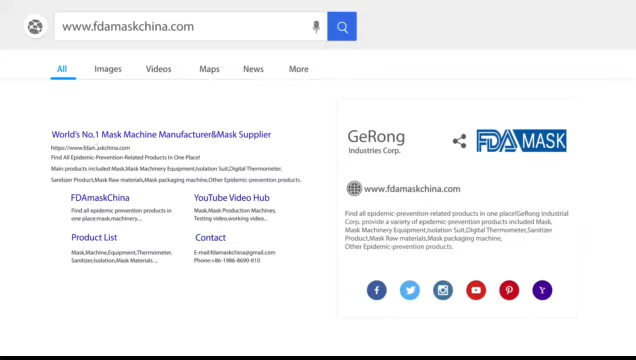 www.fdamaskchina.com
All Images Videos Maps News More
World's No.1 Mask Machine Manufacturer&Mask Supplier
https://www.fdamaskchina.com
Find All Epidemic-Prevention-Related Products In One Place!
Main products included Mask,Mask Machinery Equipment,Isolation Suit,Digital Thermometer,
Sanitizer Product,Mask Raw materials,Mask packaging machine,Other Epidemic-prevention products.
FDAmaskChina
Find all epidemic prevention products in
one place:mask,machinery...
YouTube Video Hub
Mask,Mask Production Machines,
Testing video,working video...
Product List
Mask,Machine,Equipment,Thermometer,
Sanitizer,Isolation,Mask Materials ...
Contact
E-mail:fdamaskchina@gmail.com
Phone:+86-1986-8690-810
GeRong
Industries Corp.
FDA MASK
www.fdamaskchina.com
Find all epidemic-prevention-related products in one place!GeRong Industrial
Corp. provide a variety of epidemic-prevention products included Mask,
Mask Machinery Equipment,Isolation Suit,Digital Thermometer,Sanitizer
Product,Mask Raw materials,Mask packaging machine,
Other Epidemic-prevention products.